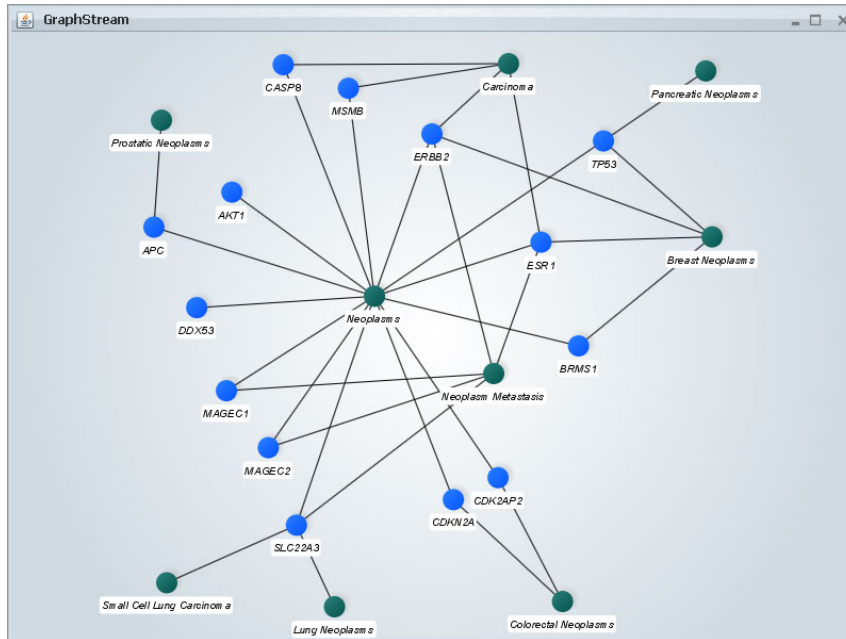 GraphStream
CASP8
Carcinoma
Pancreatic Neoplasms
MSMB
Prostatic Neoplasms
ERBB2
TP53
AKT1
APC
ESR1
Breast Neoplasms
Neoplasms
DDX53
BRMS1
MAGEC1
Neoplasm Metastasis
MAGEC2
CDK2AP2
CDKN2A
SLC22A3
Small Cell Lung Carcinoma
Lung Neoplasms
Colorectal Neoplasms